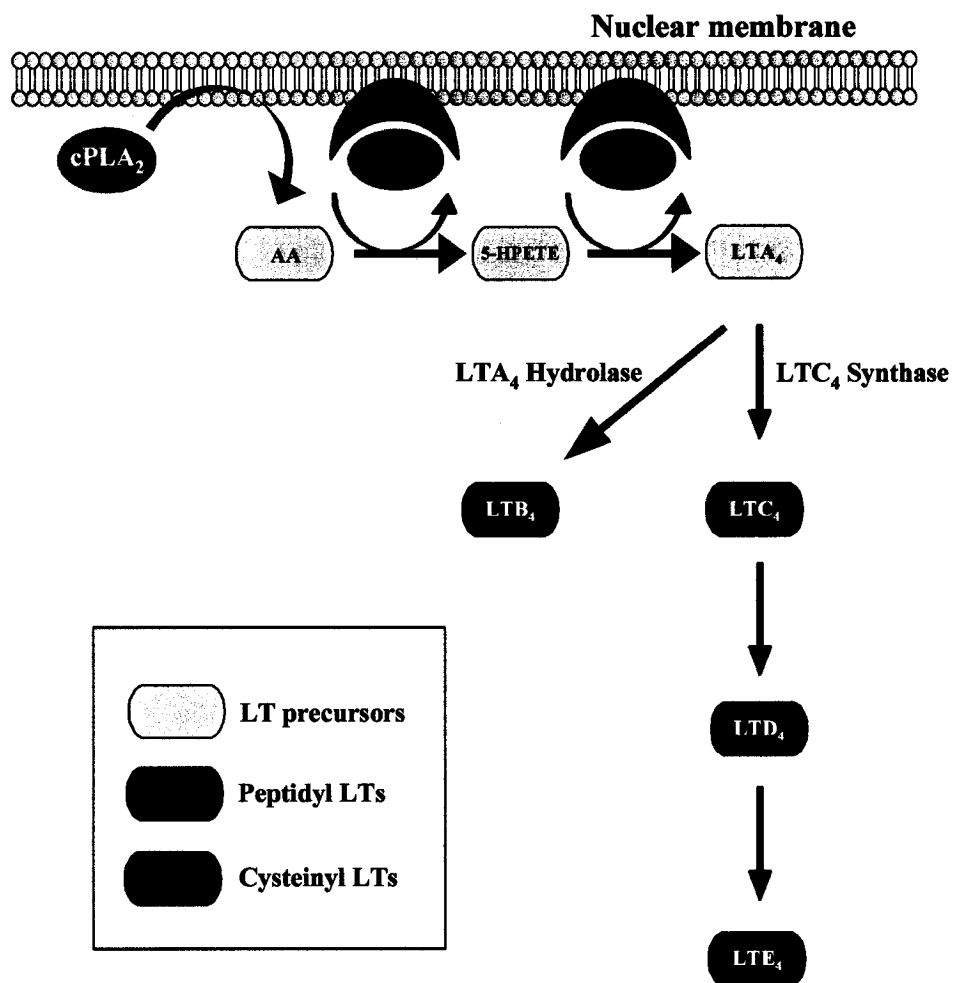 Nuclear membrane
cPLA₂
AA
5-HPETE
LTA₄
LTA₄ Hydrolase
LTC₄ Synthase
LTB₄
LTC₄
LT precursors
LTD₄
Peptidyl LTs
Cysteinyl LTs
LTE₄